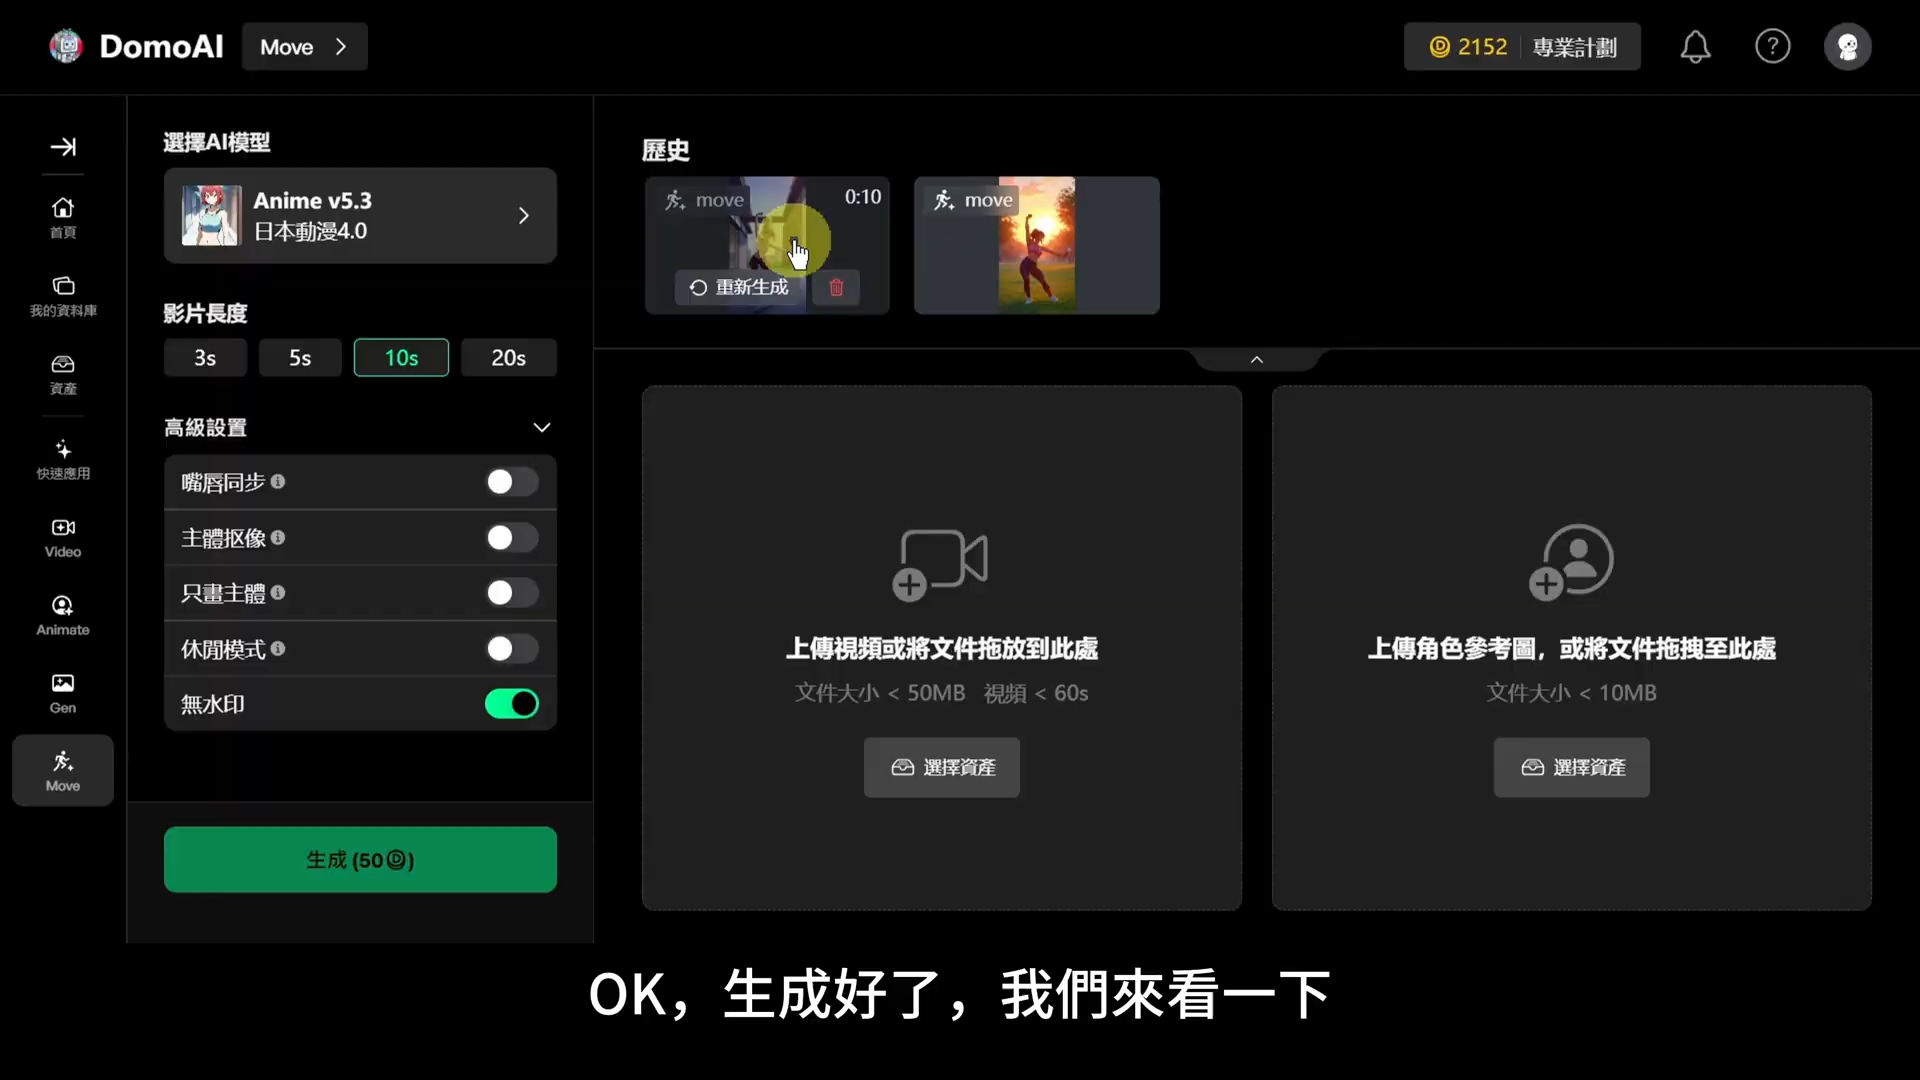 DomoAI
Move
2152
專業計劃
首頁
我的資料庫
資產
快速應用
Video
Animate
Gen
Move
選擇AI模型
Anime v5.3
日本動漫4.0
影片長度
3s
5s
10s
20s
高級設置
嘴唇同步
主體抠像
只畫主體
休閒模式
無水印
生成 (50 )
歷史
move
0:10
重新生成
move
上傳視頻或將文件拖放到此處
文件大小 < 50MB 視頻 < 60s
選擇資產
上傳角色參考圖，或將文件拖拽至此處
文件大小 < 10MB
選擇資產
OK，生成好了，我們來看一下